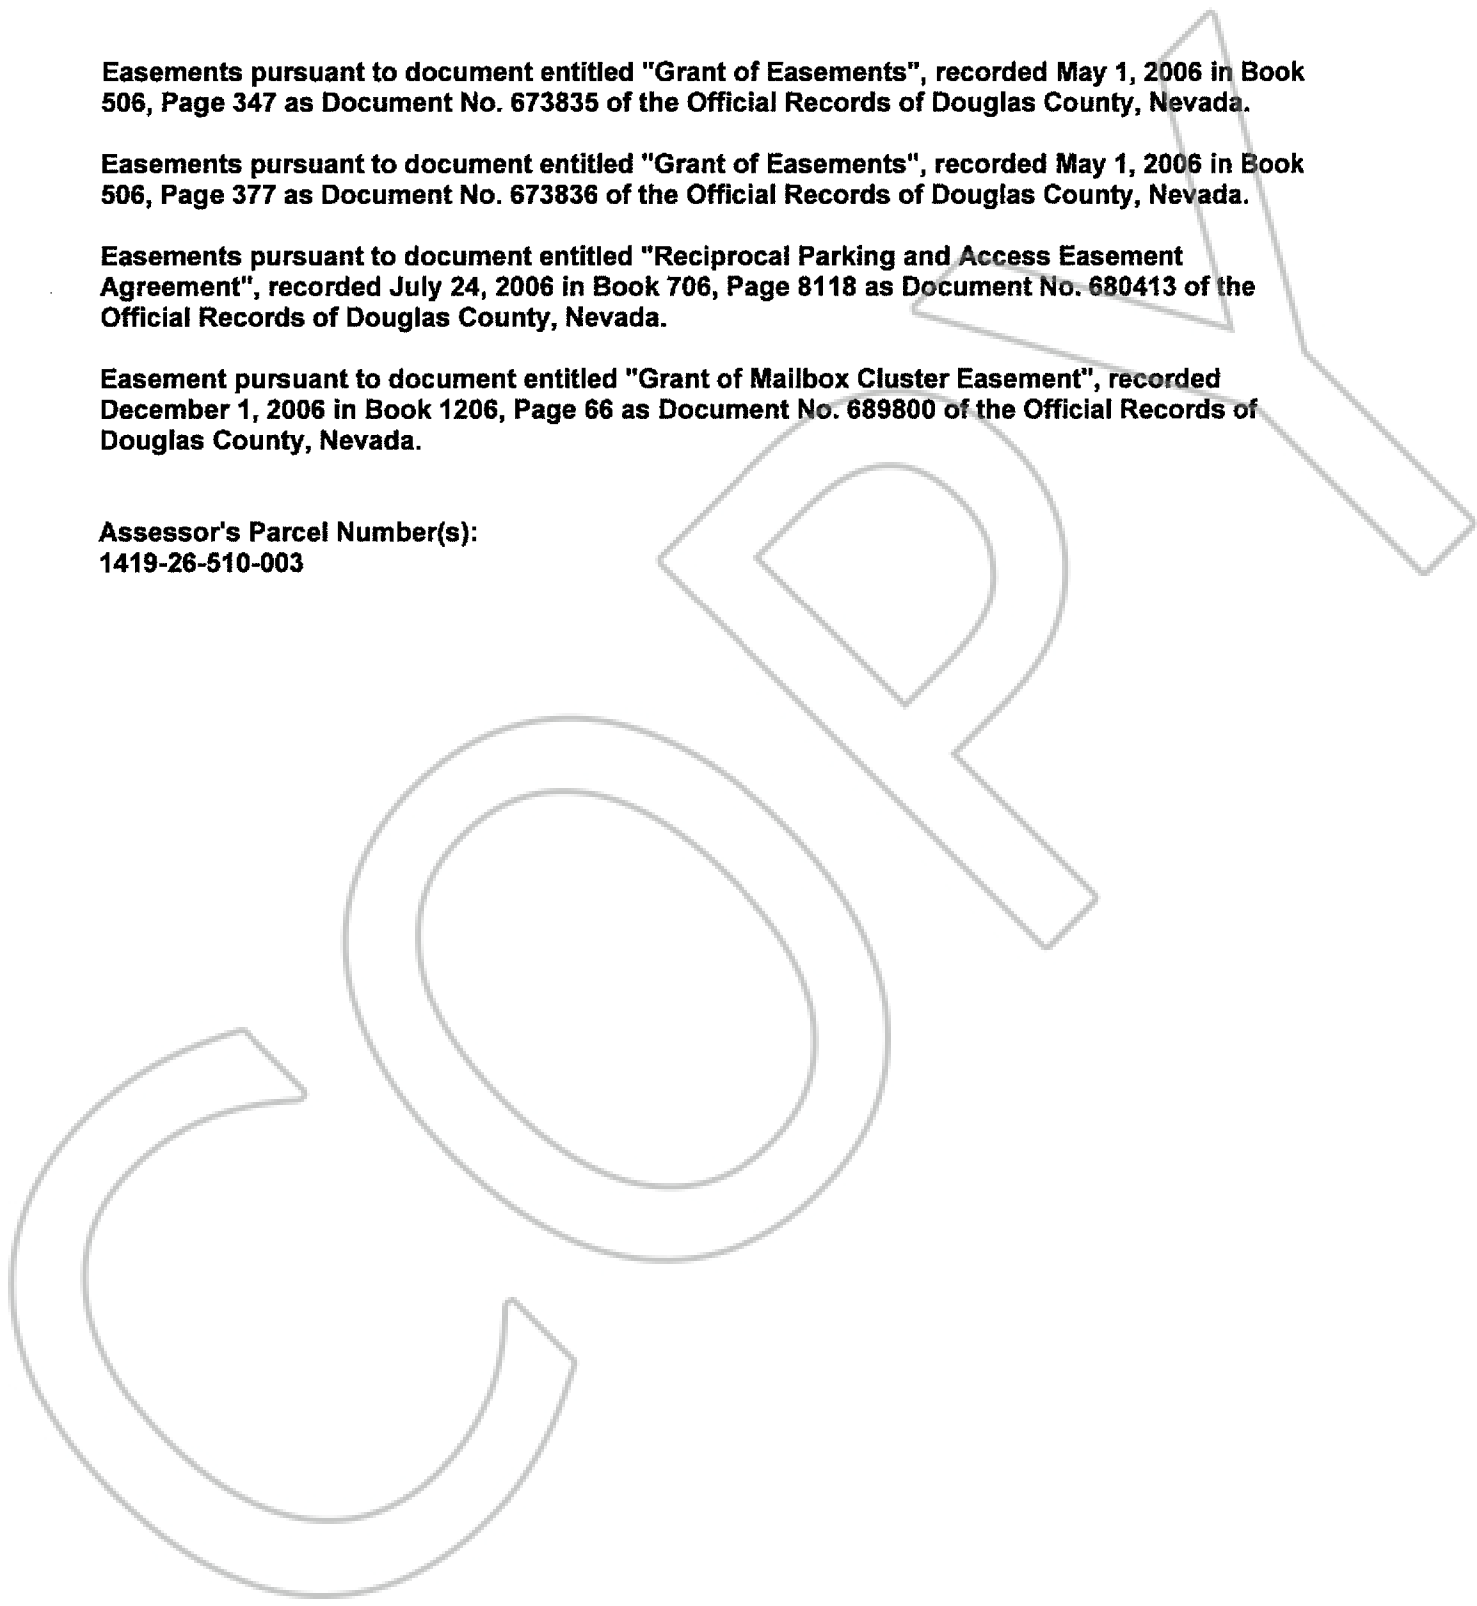 Easements pursuant to document entitled "Grant of Easements", recorded May 1, 2006 in Book
506, Page 347 as Document No. 673835 of the Official Records of Douglas County, Nevada.
Easements pursuant to document entitled "Grant of Easements", recorded May 1, 2006 in Book
506, Page 377 as Document No. 673836 of the Official Records of Douglas County, Nevada.
Easements pursuant to document entitled "Reciprocal Parking and Access Easement
Agreement", recorded July 24, 2006 in Book 706, Page 8118 as Document No. 680413 of the
Official Records of Douglas County, Nevada.
Easement pursuant to document entitled "Grant of Mailbox Cluster Easement", recorded
December 1, 2006 in Book 1206, Page 66 as Document No. 689800 of the Official Records of
Douglas County, Nevada.
Assessor's Parcel Number(s):
1419-26-510-003
COPY